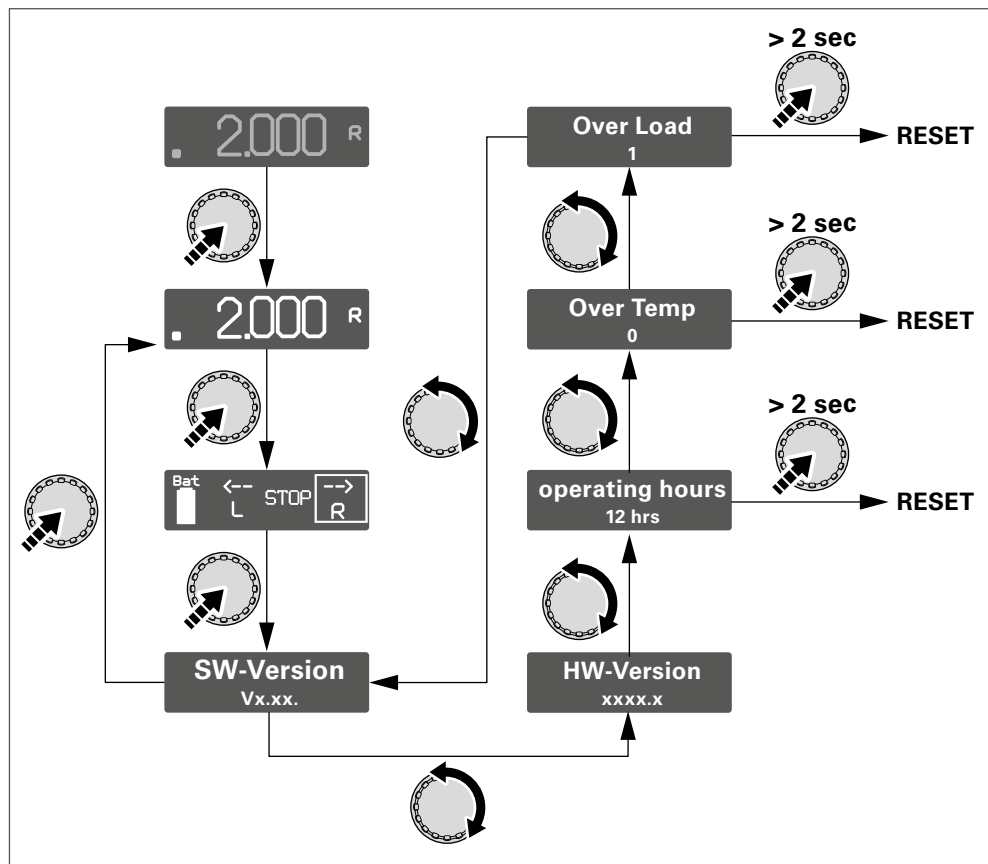 2.000 R
2.000 R
Bat
<-- STOP -->
L R
SW-Version
Vx.xx.
> 2 sec
Over Load
1
RESET
> 2 sec
Over Temp
0
RESET
> 2 sec
operating hours
12 hrs
RESET
HW-Version
xxxx.x